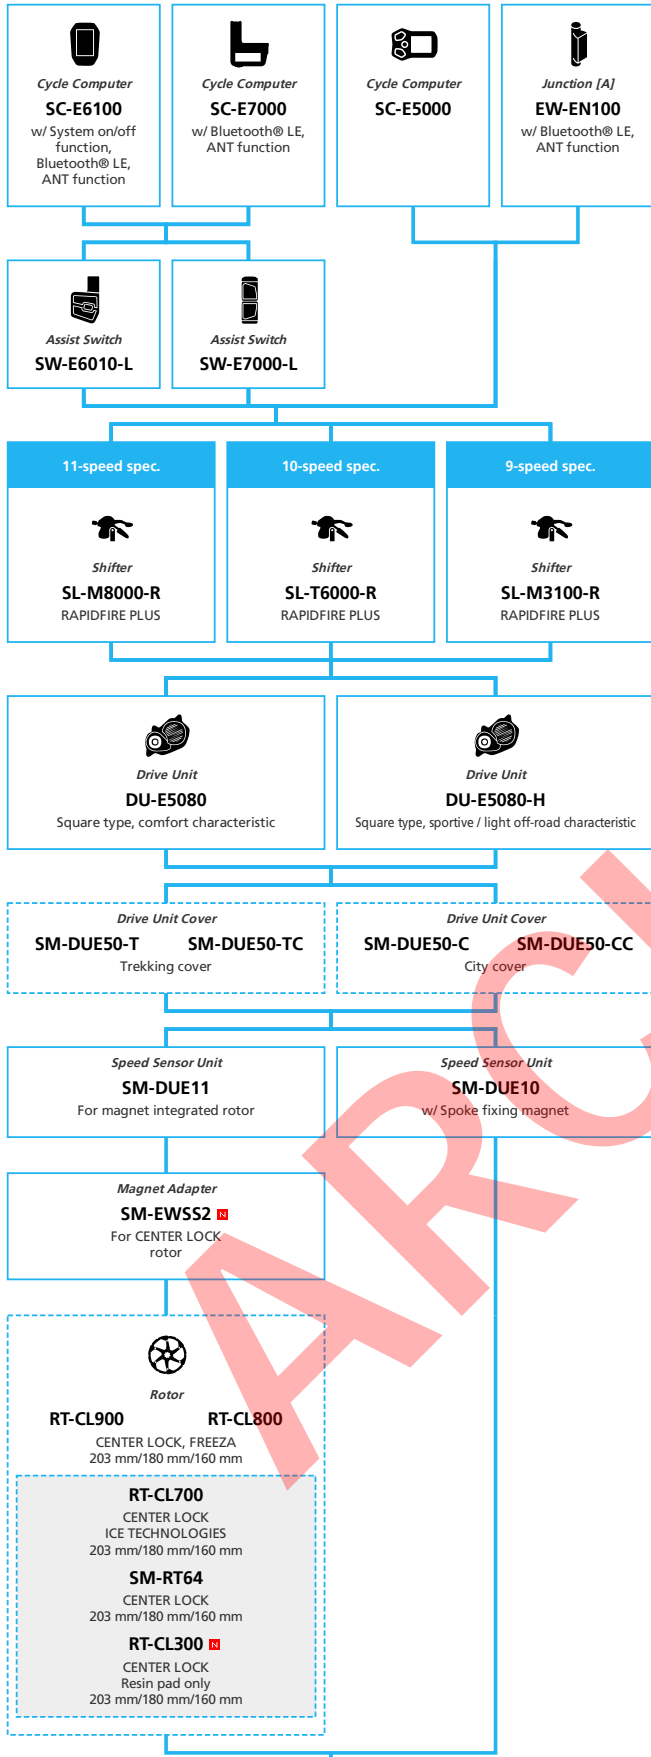 Cycle Computer
SC-E6100
w/ System on/off
function,
Bluetooth® LE,
ANT function
Cycle Computer
SC-E7000
w/ Bluetooth® LE,
ANT function
Cycle Computer
SC-E5000
Junction [A]
EW-EN100
w/ Bluetooth® LE,
ANT function
Assist Switch
SW-E6010-L
Assist Switch
SW-E7000-L
11-speed spec.
Shifter
SL-M8000-R
RAPIDFIRE PLUS
10-speed spec.
Shifter
SL-T6000-R
RAPIDFIRE PLUS
9-speed spec.
Shifter
SL-M3100-R
RAPIDFIRE PLUS
Drive Unit
DU-E5080
Square type, comfort characteristic
Drive Unit
DU-E5080-H
Square type, sportive / light off-road characteristic
Drive Unit Cover
SM-DUE50-T SM-DUE50-TC
Trekking cover
Drive Unit Cover
SM-DUE50-C SM-DUE50-CC
City cover
Speed Sensor Unit
SM-DUE11
For magnet integrated rotor
Speed Sensor Unit
SM-DUE10
w/ Spoke fixing magnet
Magnet Adapter
SM-EWSS2 N
For CENTER LOCK
rotor
Rotor
RT-CL900 RT-CL800
CENTER LOCK, FREEZA
203 mm/180 mm/160 mm
RT-CL700
CENTER LOCK
ICE TECHNOLOGIES
203 mm/180 mm/160 mm
SM-RT64
CENTER LOCK
203 mm/180 mm/160 mm
RT-CL300 N
CENTER LOCK
Resin pad only
203 mm/180 mm/160 mm